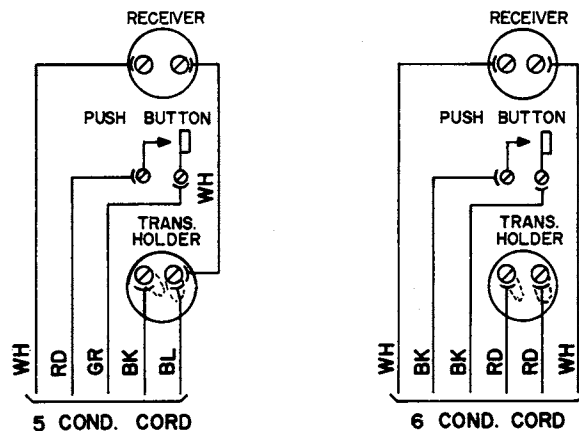 RECEIVER
PUSH BUTTON
WH
TRANS.
HOLDER
WH
RD
GR
BK
BL
5 COND. CORD
RECEIVER
PUSH BUTTON
TRANS.
HOLDER
WH
BK
BK
RD
RD
WH
6 COND. CORD